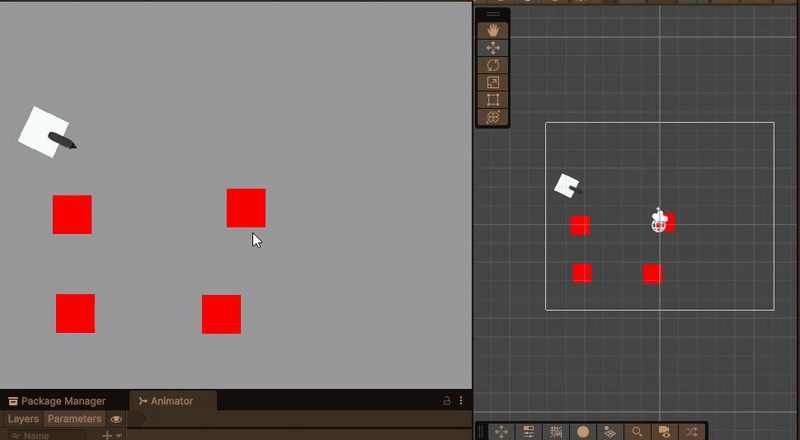 Package Manager
Animator
Layers
Parameters
Name